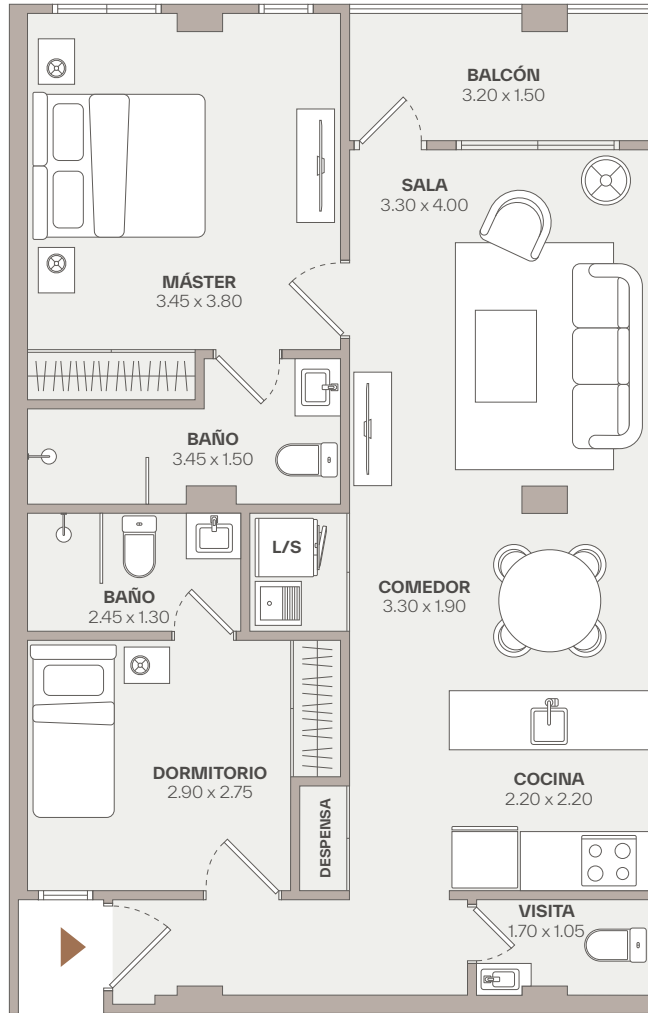 BALCÓN
3.20 x 1.50
SALA
3.30 x 4.00
MÁSTER
3.45 x 3.80
BAÑO
3.45 x 1.50
L/S
COMEDOR
3.30 x 1.90
BAÑO
2.45 x 1.30
DORMITORIO
2.90 x 2.75
COCINA
2.20 x 2.20
DESPENSA
VISITA
1.70 x 1.05